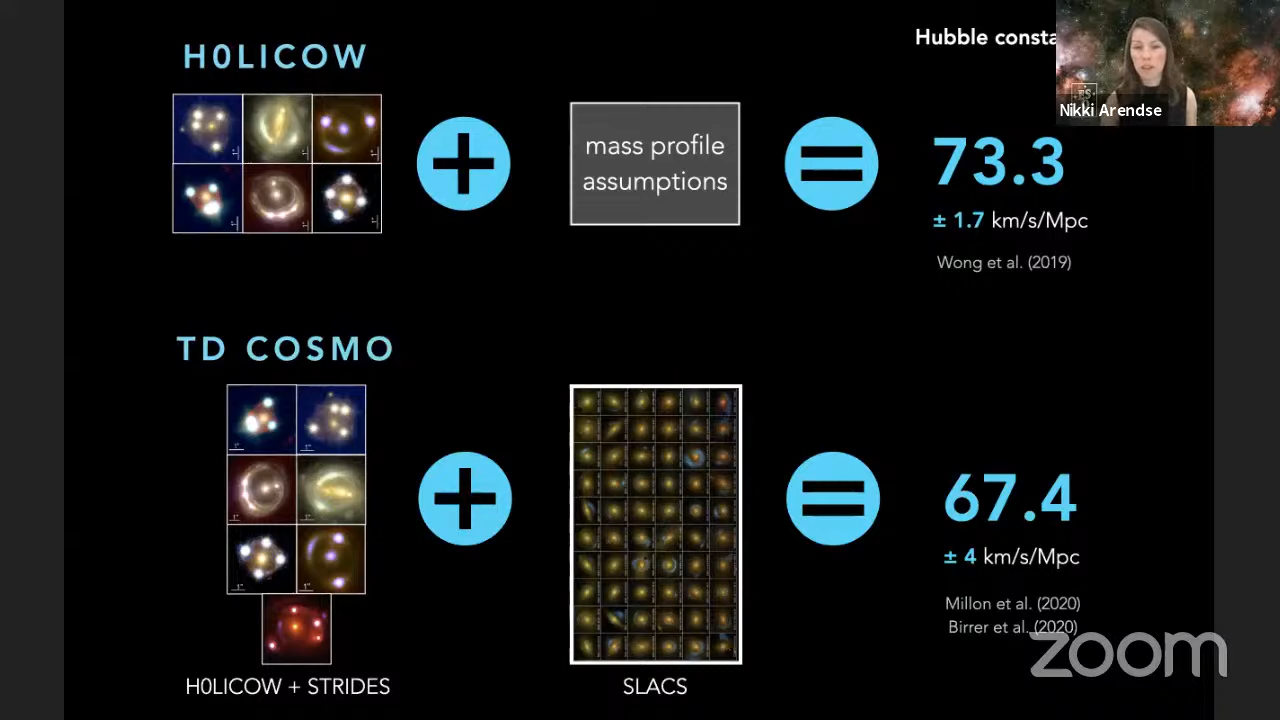 H0LICOW
Hubble consta
Nikki Arendse
mass profile
assumptions
73.3
± 1.7 km/s/Mpc
Wong et al. (2019)
TD COSMO
67.4
± 4 km/s/Mpc
Millon et al. (2020)
Birrer et al. (2020)
zoom
H0LICOW + STRIDES
SLACS